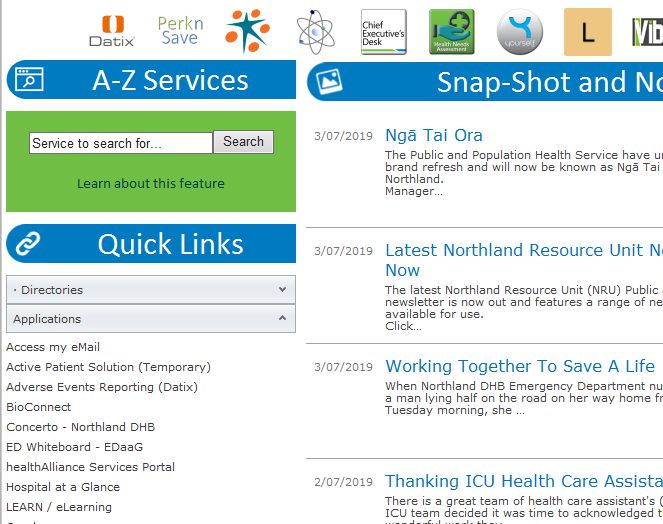 Datix
Perkn
Save
Chief
Executive's
Desk
Health Needs
Assessment
yourself
L
A-Z Services
Service to search for...
Search
Learn about this feature
Quick Links
· Directories
Applications
Access my eMail
Active Patient Solution (Temporary)
Adverse Events Reporting (Datix)
BioConnect
Concerto - Northland DHB
ED Whiteboard - EDaaG
healthAlliance Services Portal
Hospital at a Glance
LEARN / eLearning
Snap-Shot and
3/07/2019
Ngā Tai Ora
The Public and Population Health Service have
brand refresh and will now be known as Ngā Tai
Northland.
Manager...
3/07/2019
Latest Northland Resource Unit
Now
The latest Northland Resource Unit (NRU) Public
newsletter is now out and features a range of
available for use.
Click...
3/07/2019
Working Together To Save A Life
When Northland DHB Emergency Department
a man lying half on the road on her way home
Tuesday morning, she ...
2/07/2019
Thanking ICU Health Care
There is a great team of health care assistant's
ICU team decided it was time to acknowledged